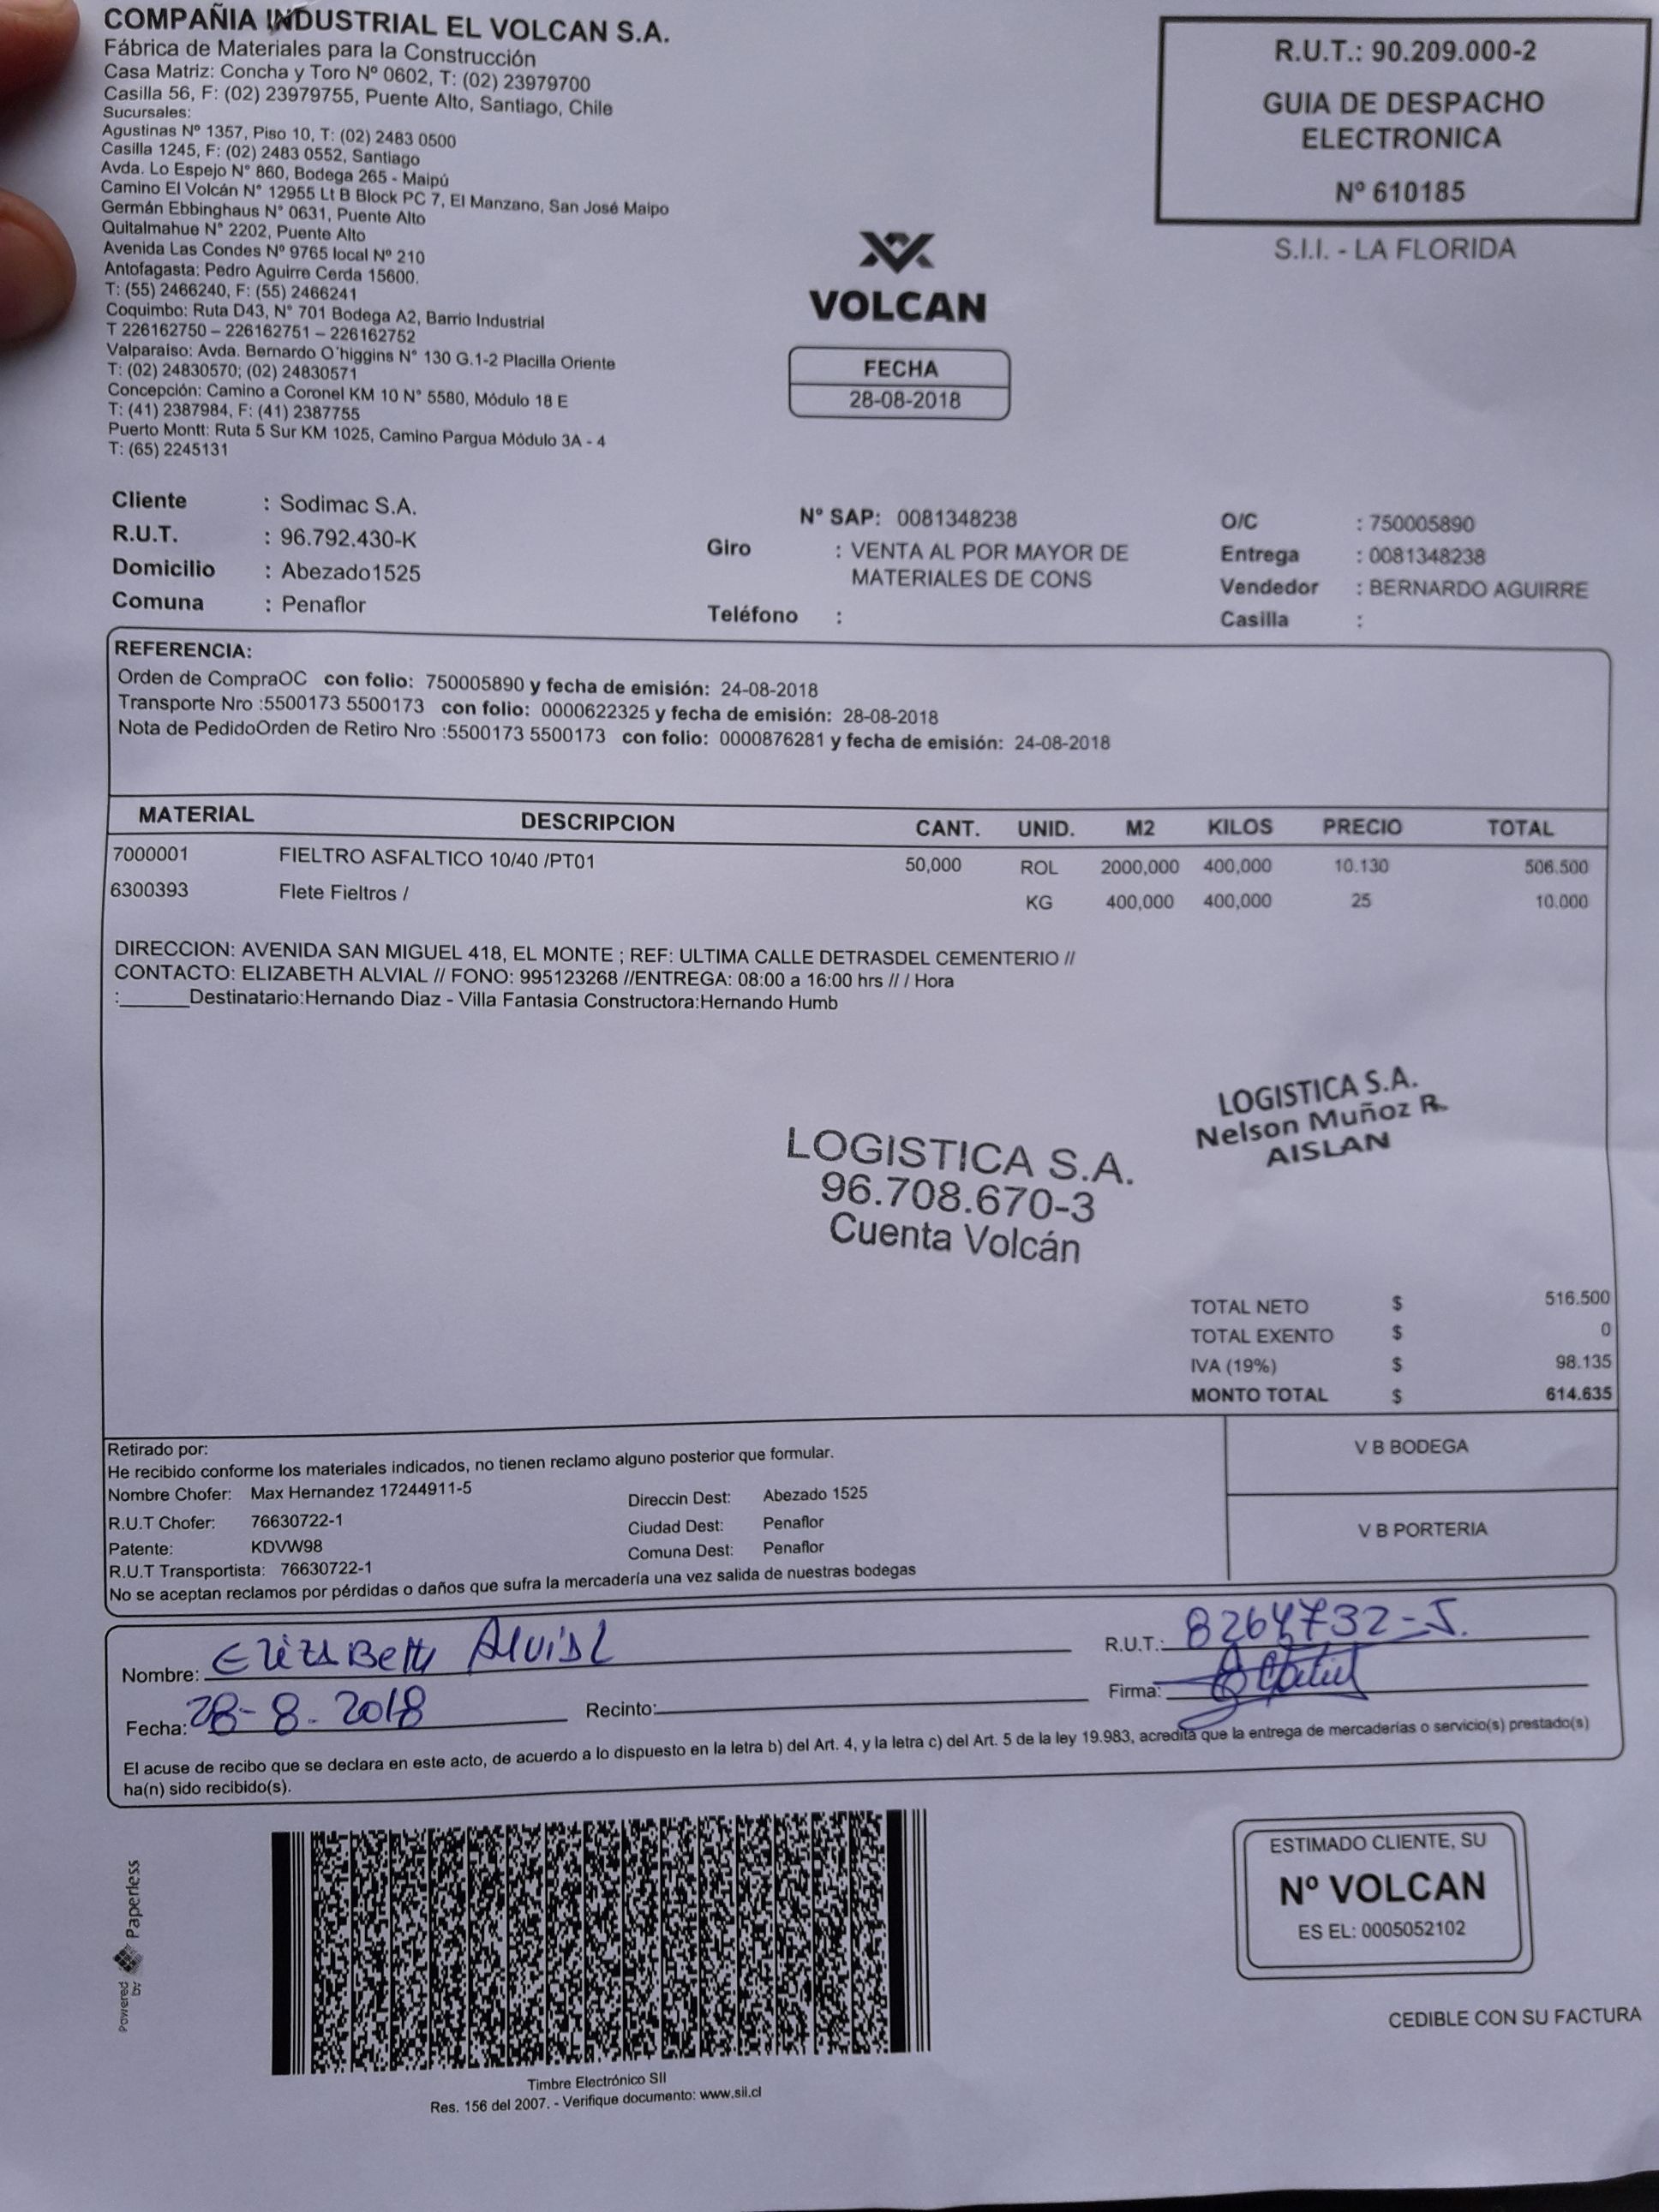 COMPAÑIA INDUSTRIAL EL VOLCAN S.A.
Fábrica de Materiales para la Construcción
Casa Matriz: Concha y Toro Nº 0602, T: (02) 23979700
Casilla 56, F: (02) 23979755, Puente Alto, Santiago, Chile
Sucursales:
Agustinas Nº 1357, Piso 10, T: (02) 2483 0500
Casilla 1245, F: (02) 2483 0552, Santiago
Avda. Lo Espejo N° 860, Bodega 265 - Maipú
Camino El Volcán N° 12955 Lt B Block PC 7, El Manzano, San José Maipo
Germán Ebbinghaus N° 0631, Puente Alto
Quitalmahue N° 2202, Puente Alto
Avenida Las Condes Nº 9765 local Nº 210
Antofagasta: Pedro Aguirre Cerda 15600.
T: (55) 2466240, F: (55) 2466241
Coquimbo: Ruta D43, N° 701 Bodega A2, Barrio Industrial
T 226162750 – 226162751 – 226162752
Valparaiso: Avda. Bernardo O'higgins N° 130 G.1-2 Placilla Oriente
T: (02) 24830570; (02) 24830571
Concepción: Camino a Coronel KM 10 N° 5580, Módulo 18 E
T: (41) 2387984, F: (41) 2387755
Puerto Montt: Ruta 5 Sur KM 1025, Camino Pargua Módulo 3A - 4
T: (65) 2245131
VOLCAN
FECHA
28-08-2018
R.U.T.: 90.209.000-2
GUIA DE DESPACHO
ELECTRONICA
Nº 610185
S.I.I. - LA FLORIDA
Cliente : Sodimac S.A.
R.U.T. : 96.792.430-K
Domicilio : Abezado1525
Comuna : Penaflor
Nº SAP: 0081348238
Giro : VENTA AL POR MAYOR DE
MATERIALES DE CONS
Teléfono :
O/C : 750005890
Entrega : 0081348238
Vendedor : BERNARDO AGUIRRE
Casilla :
REFERENCIA:
Orden de CompraOC con folio: 750005890 y fecha de emisión: 24-08-2018
Transporte Nro :5500173 5500173 con folio: 0000622325 y fecha de emisión: 28-08-2018
Nota de PedidoOrden de Retiro Nro :5500173 5500173 con folio: 0000876281 y fecha de emisión: 24-08-2018
MATERIAL DESCRIPCION CANT. UNID. M2 KILOS PRECIO TOTAL
7000001 FIELTRO ASFALTICO 10/40 /PT01 50,000 ROL 2000,000 400,000 10.130 506.500
6300393 Flete Fieltros / KG 400,000 400,000 25 10.000
DIRECCION: AVENIDA SAN MIGUEL 418, EL MONTE ; REF: ULTIMA CALLE DETRASDEL CEMENTERIO //
CONTACTO: ELIZABETH ALVIAL // FONO: 995123268 //ENTREGA: 08:00 a 16:00 hrs // / Hora
:______Destinatario:Hernando Diaz - Villa Fantasia Constructora:Hernando Humb
LOGISTICA S.A.
Nelson Muñoz R.
AISLAN
LOGISTICA S.A.
96.708.670-3
Cuenta Volcán
TOTAL NETO $ 516.500
TOTAL EXENTO $ 0
IVA (19%) $ 98.135
MONTO TOTAL $ 614.635
Retirado por:
He recibido conforme los materiales indicados, no tienen reclamo alguno posterior que formular.
Nombre Chofer: Max Hernandez 17244911-5
R.U.T Chofer: 76630722-1
Patente: KDVW98
R.U.T Transportista: 76630722-1
Direccin Dest: Abezado 1525
Ciudad Dest: Penaflor
Comuna Dest: Penaflor
No se aceptan reclamos por pérdidas o daños que sufra la mercadería una vez salida de nuestras bodegas
V B BODEGA
V B PORTERIA
Nombre: Elizabeth Alvial
R.U.T.: 8264732-5.
Fecha: 28-8-2018
Recinto:
Firma:
El acuse de recibo que se declara en este acto, de acuerdo a lo dispuesto en la letra b) del Art. 4, y la letra c) del Art. 5 de la ley 19.983, acredita que la entrega de mercaderías o servicio(s) prestado(s)
ha(n) sido recibido(s).
Powered by Paperless
Timbre Electrónico SII
Res. 156 del 2007. - Verifique documento: www.sii.cl
ESTIMADO CLIENTE, SU
Nº VOLCAN
ES EL: 0005052102
CEDIBLE CON SU FACTURA